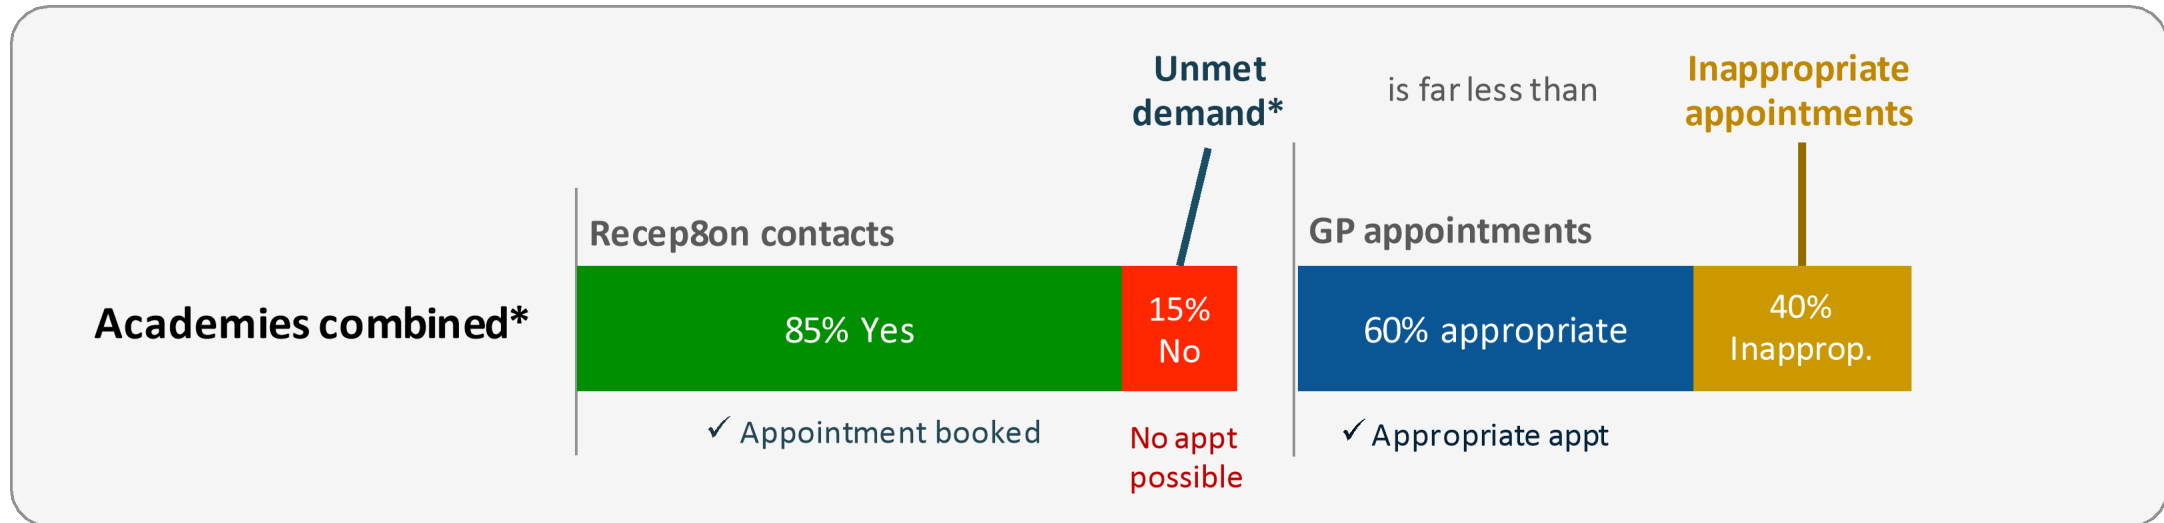 Unmet
demand*
is far less than
Inappropriate
appointments
Recep8on contacts
GP appointments
Academies combined*
85% Yes
15%
No
60% appropriate
40%
Inapprop.
✓ Appointment booked
No appt
possible
✓ Appropriate appt